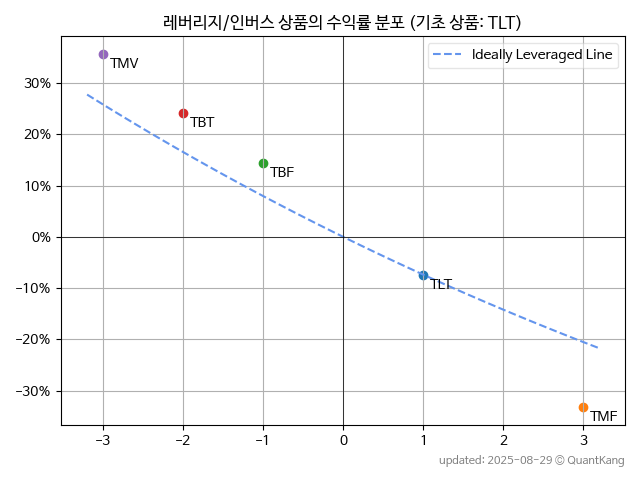 레버리지/인버스 상품의 수익률 분포 (기초 상품: TLT)
Ideally Leveraged Line
TMV
30%
TBT
20%
TBF
10%
0%
TLT
−10%
−20%
−30%
TMF
−3 −2 −1 0 1 2 3
updated: 2025-08-29 © QuantKang